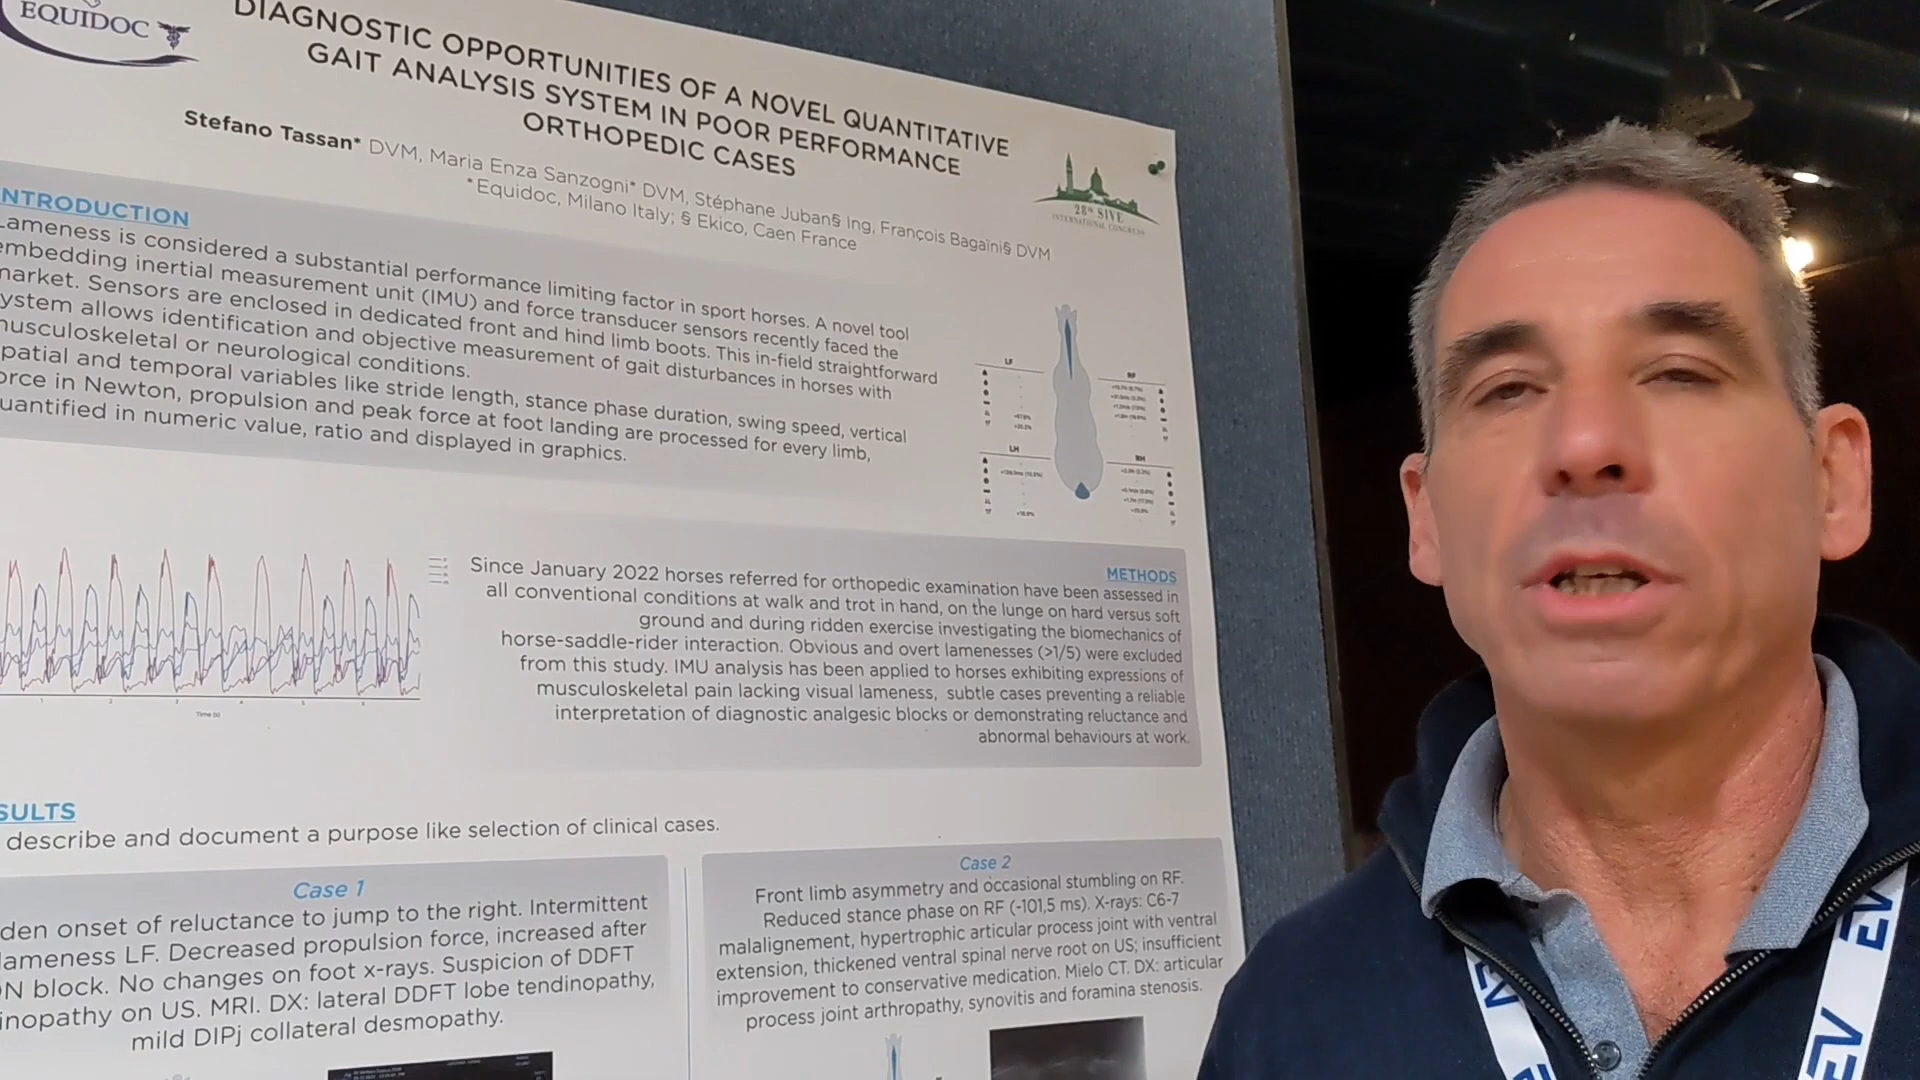 EQUIDOC
DIAGNOSTIC OPPORTUNITIES OF A NOVEL QUANTITATIVE
GAIT ANALYSIS SYSTEM IN POOR PERFORMANCE
ORTHOPEDIC CASES
Stefano Tassan* DVM, Maria Enza Sanzogni* DVM, Stéphane Juban§ Ing, François Bagaïni§ DVM
*Equidoc, Milano Italy; § Ekico, Caen France
28th SIVE
INTERNATIONAL CONGRESS
NTRODUCTION
Lameness is considered a substantial performance limiting factor in sport horses. A novel tool
embedding inertial measurement unit (IMU) and force transducer sensors recently faced the
market. Sensors are enclosed in dedicated front and hind limb boots. This in-field straightforward
ystem allows identification and objective measurement of gait disturbances in horses with
musculoskeletal or neurological conditions.
patial and temporal variables like stride length, stance phase duration, swing speed, vertical
orce in Newton, propulsion and peak force at foot landing are processed for every limb,
uantified in numeric value, ratio and displayed in graphics.
LF
RF
LH
RH
METHODS
Since January 2022 horses referred for orthopedic examination have been assessed in
all conventional conditions at walk and trot in hand, on the lunge on hard versus soft
ground and during ridden exercise investigating the biomechanics of
horse-saddle-rider interaction. Obvious and overt lamenesses (>1/5) were excluded
from this study. IMU analysis has been applied to horses exhibiting expressions of
musculoskeletal pain lacking visual lameness, subtle cases preventing a reliable
interpretation of diagnostic analgesic blocks or demonstrating reluctance and
abnormal behaviours at work.
Time (s)
SULTS
describe and document a purpose like selection of clinical cases.
Case 1
den onset of reluctance to jump to the right. Intermittent
lameness LF. Decreased propulsion force, increased after
N block. No changes on foot x-rays. Suspicion of DDFT
inopathy on US. MRI. DX: lateral DDFT lobe tendinopathy,
mild DIPj collateral desmopathy.
Case 2
Front limb asymmetry and occasional stumbling on RF.
Reduced stance phase on RF (-101,5 ms). X-rays: C6-7
malalignement, hypertrophic articular process joint with ventral
extension, thickened ventral spinal nerve root on US; insufficient
improvement to conservative medication. Mielo CT. DX: articular
process joint arthropathy, synovitis and foramina stenosis.
EV
EV
EV